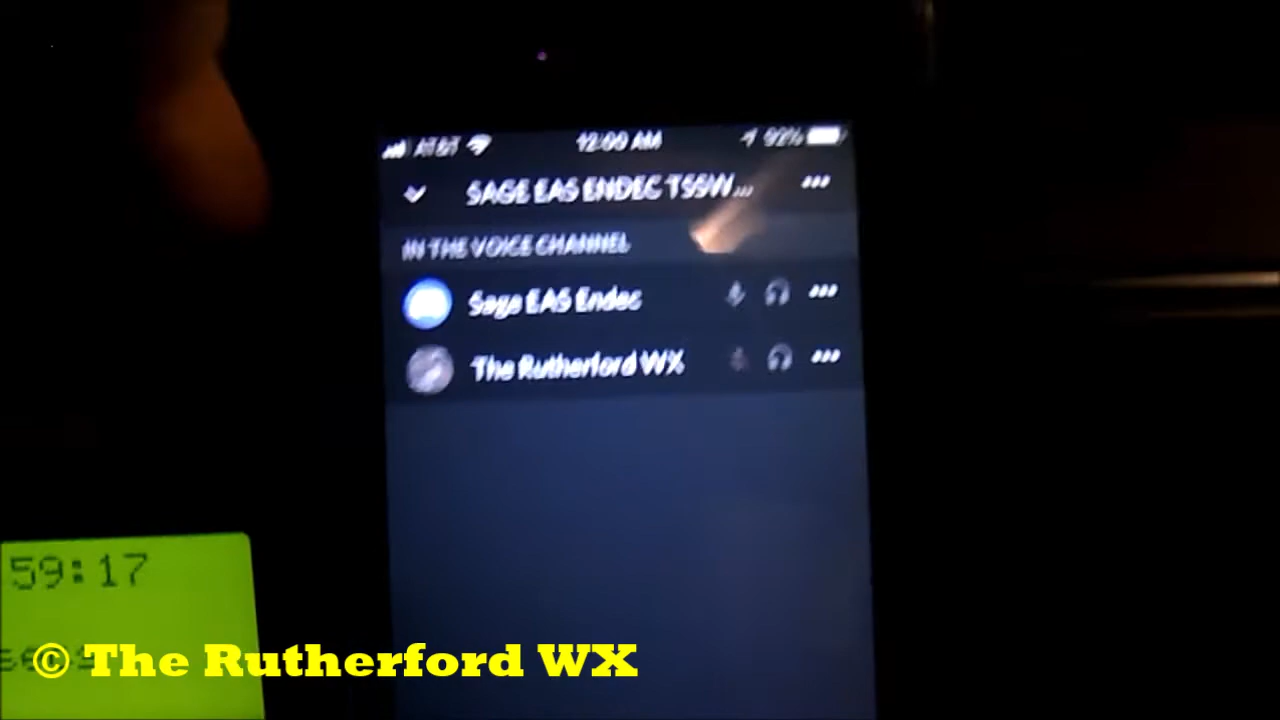 AT&T 12:00 AM 92%
SAGE EAS ENDEC TSSW...
IN THE VOICE CHANNEL
Sage EAS Endec
The Rutherford WX
59:17
© The Rutherford WX